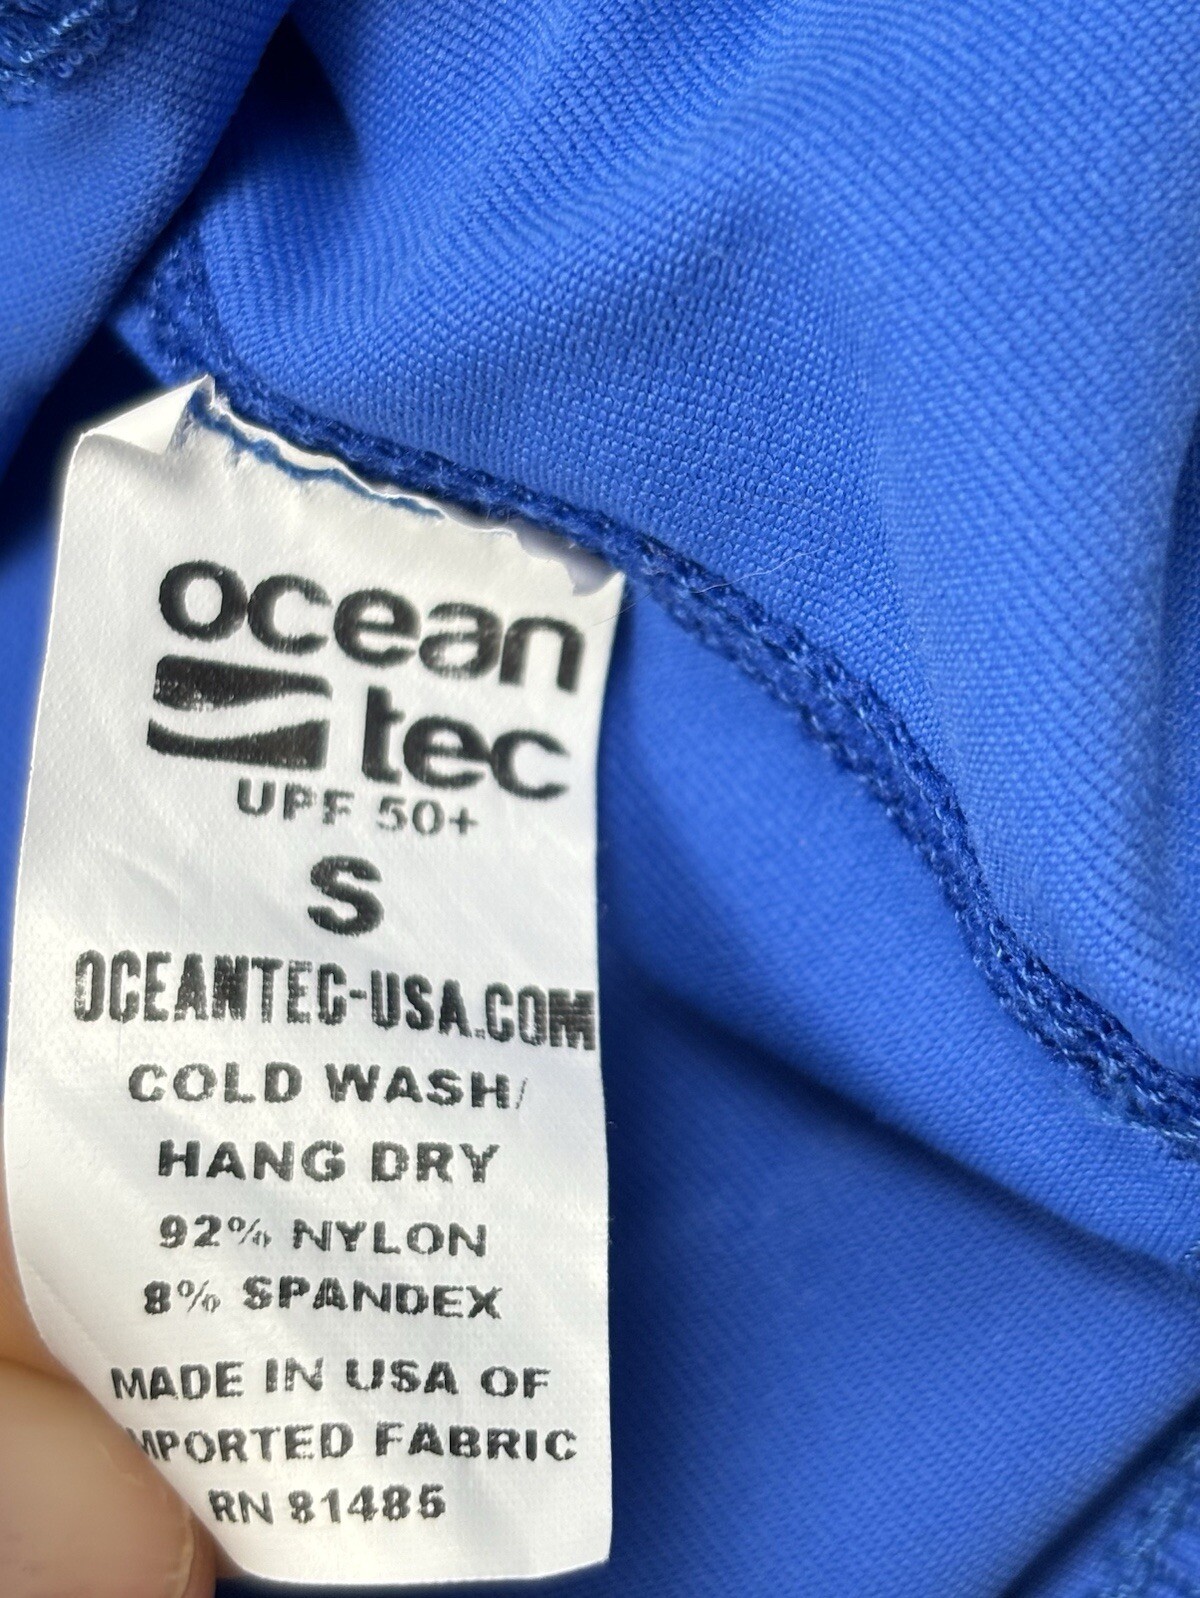 ocean
tec
UPF 50+
S
OCEANTEC-USA.COM
COLD WASH/
HANG DRY
92% NYLON
8% SPANDEX
MADE IN USA OF
IMPORTED FABRIC
RN 81485